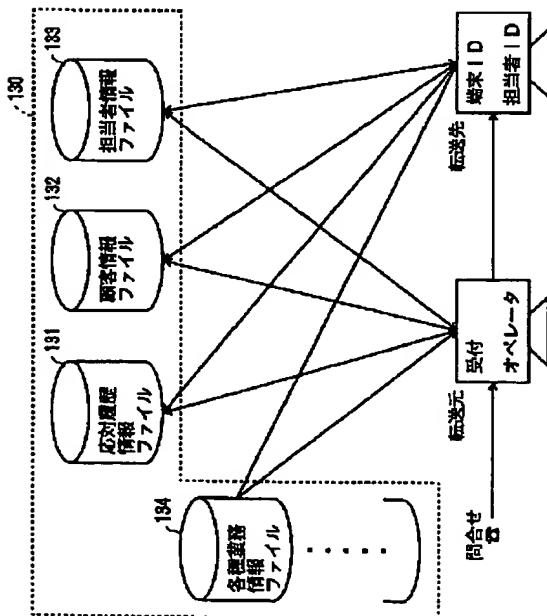 130
131
応対履歴
情報
ファイル
132
顧客情報
ファイル
133
担当者情報
ファイル
134
各種業務
情報
ファイル
問合せ
☎
転送元
受付
オペレータ
転送先
端末ID
担当者ID